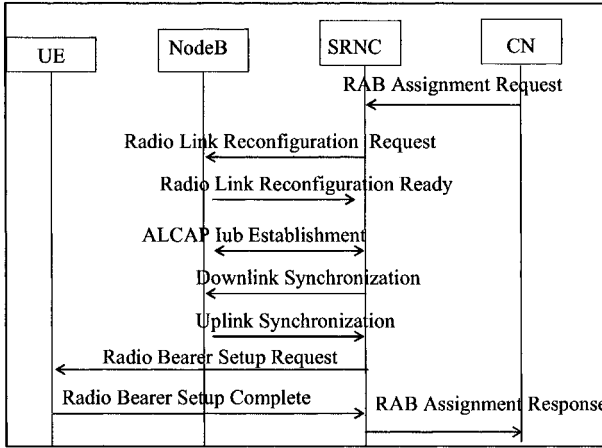 UE
NodeB
SRNC
CN
RAB Assignment Request
Radio Link Reconfiguration Request
Radio Link Reconfiguration Ready
ALCAP Iub Establishment
Downlink Synchronization
Uplink Synchronization
Radio Bearer Setup Request
Radio Bearer Setup Complete
RAB Assignment Response